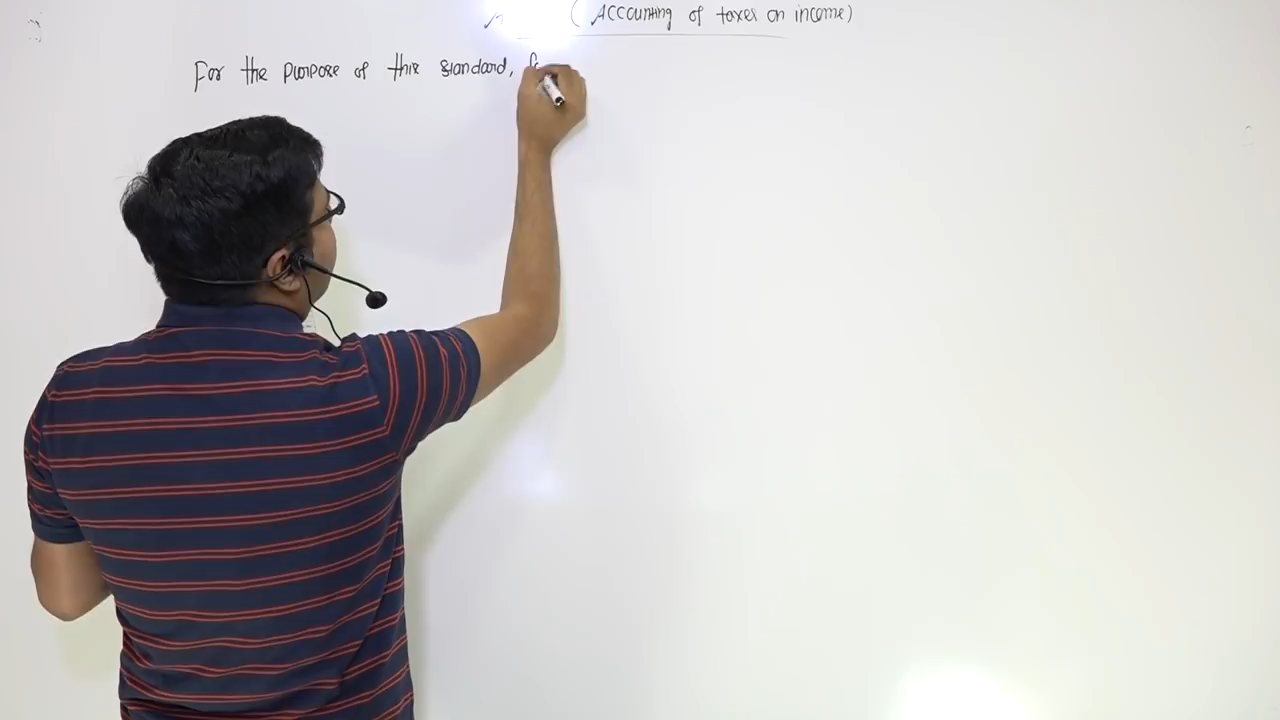 (Accounting of taxes on income)
For the purpose of this standard,